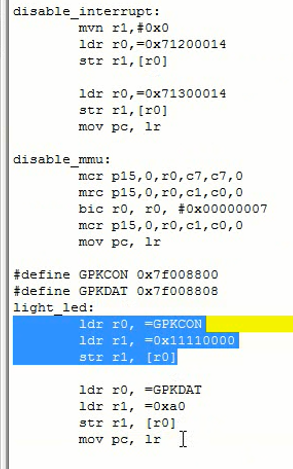 disable_interrupt:
mvn r1,#0x0
ldr r0,=0x71200014
str r1,[r0]
ldr r0,=0x71300014
str r1,[r0]
mov pc, lr
disable_mmu:
mcr p15,0,r0,c7,c7,0
mrc p15,0,r0,c1,c0,0
bic r0, r0, #0x00000007
mcr p15,0,r0,c1,c0,0
mov pc, lr
#define GPKCON 0x7f008800
#define GPKDAT 0x7f008808
light_led:
ldr r0, =GPKCON
ldr r1, =0x11110000
str r1, [r0]
ldr r0, =GPKDAT
ldr r1, =0xa0
str r1, [r0]
mov pc, lr